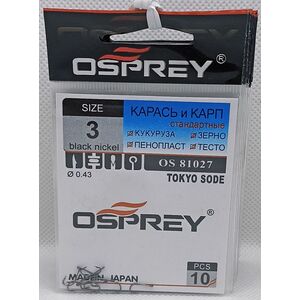 OSPREY®
SIZE
3
black nickel
КАРАСЬ и КАРП
стандартные
КУКУРУЗА ЗЕРНО
ПЕНОПЛАСТ ТЕСТО
Ø 0.43
OS 81027
TOKYO SODE
OSPREY®
MADE IN JAPAN
PCS
10